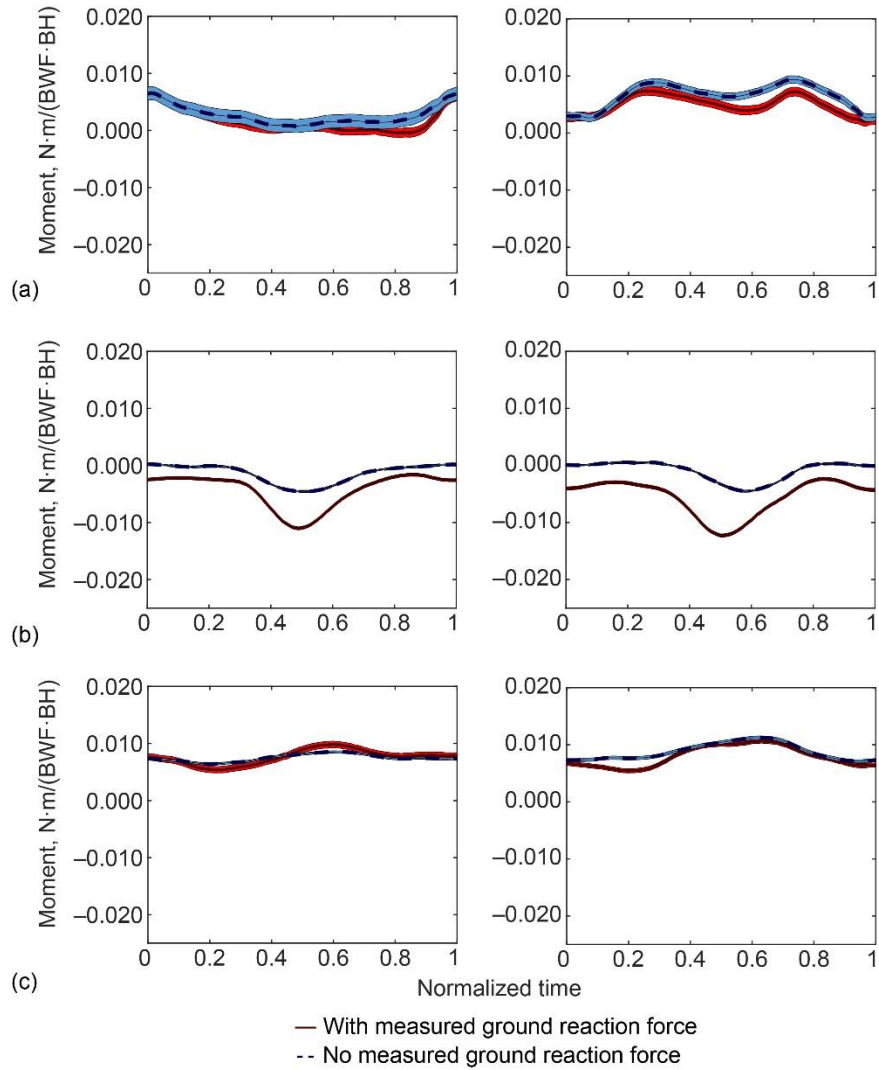 Moment, N·m/(BWF·BH)
0.020
0.010
0.000
−0.010
−0.020
0 0.2 0.4 0.6 0.8 1
0.020
0.010
0.000
−0.010
−0.020
0 0.2 0.4 0.6 0.8 1
(a)
Moment, N·m/(BWF·BH)
0.020
0.010
0.000
−0.010
−0.020
0 0.2 0.4 0.6 0.8 1
0.020
0.010
0.000
−0.010
−0.020
0 0.2 0.4 0.6 0.8 1
(b)
Moment, N·m/(BWF·BH)
0.020
0.010
0.000
−0.010
−0.020
0 0.2 0.4 0.6 0.8 1
0.020
0.010
0.000
−0.010
−0.020
0 0.2 0.4 0.6 0.8 1
(c)
Normalized time
With measured ground reaction force
No measured ground reaction force